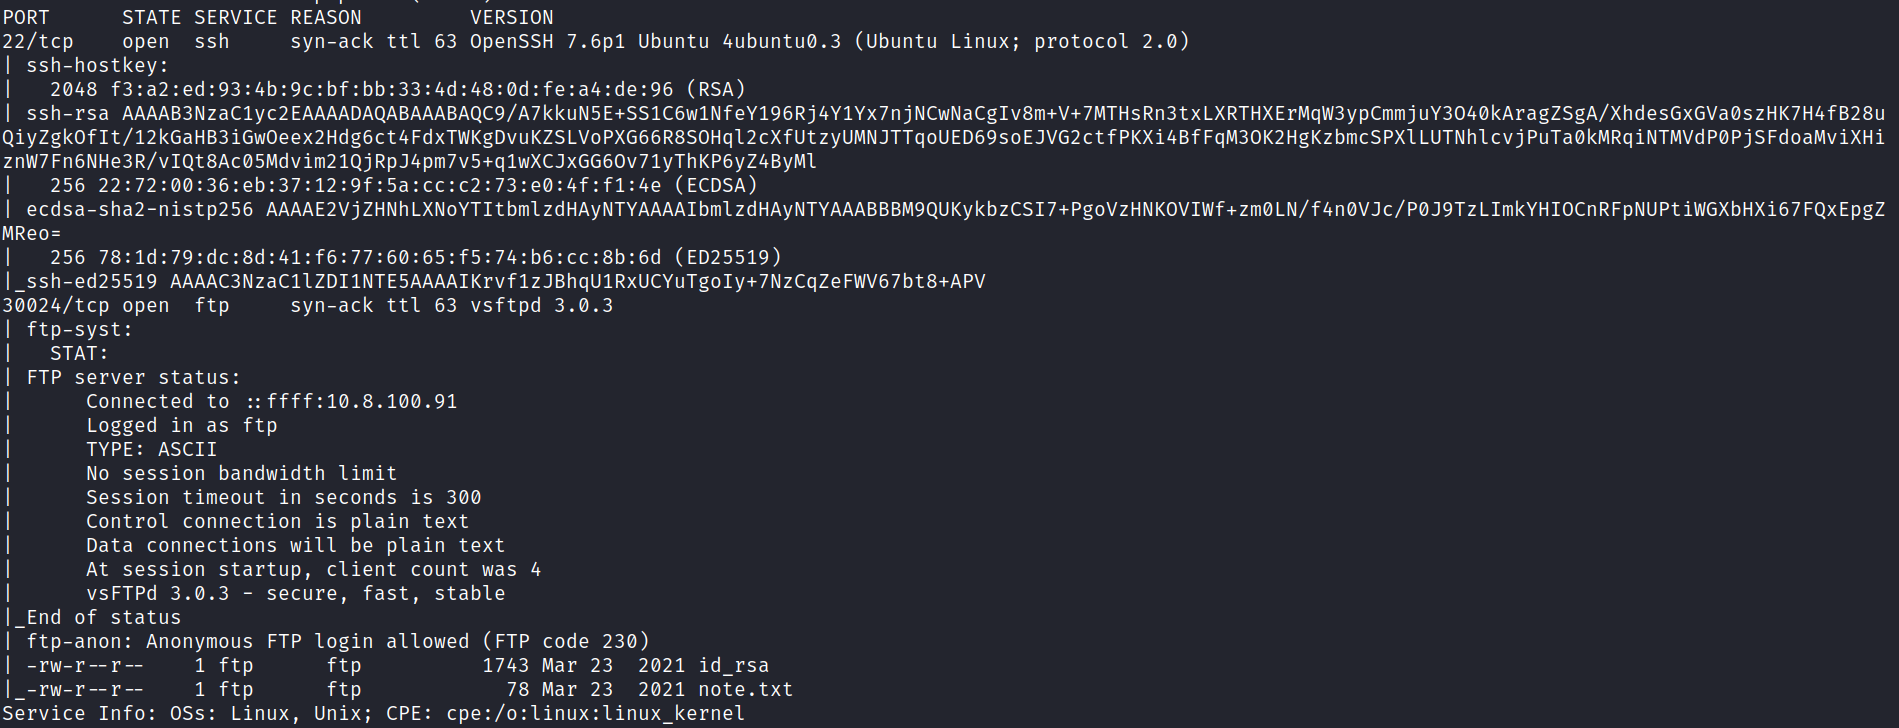 PORT      STATE SERVICE REASON         VERSION
22/tcp    open  ssh     syn-ack ttl 63 OpenSSH 7.6p1 Ubuntu 4ubuntu0.3 (Ubuntu Linux; protocol 2.0)
| ssh-hostkey:
|   2048 f3:a2:ed:93:4b:9c:bf:bb:33:4d:48:0d:fe:a4:de:96 (RSA)
| ssh-rsa AAAAB3NzaC1yc2EAAAADAQABAAABAQC9/A7kkuN5E+SS1C6w1NfeY196Rj4Y1Yx7njNCwNaCgIv8m+V+7MTHsRn3txLXRTHXErMqW3ypCmmjuY3O40kAragZSgA/XhdesGxGVa0szHK7H4fB28u
QiyZgkOfIt/12kGaHB3iGwOeex2Hdg6ct4FdxTWKgDvuKZSLVoPXG66R8SOHql2cXfUtzyUMNJTTqoUED69soEJVG2ctfPKXi4BfFqM3OK2HgKzbmcSPXlLUTNhlcvjPuTa0kMRqiNTMVdP0PjSFdoaMviXHi
znW7Fn6NHe3R/vIQt8Ac05Mdvim21QjRpJ4pm7v5+q1wXCJxGG6Ov71yThKP6yZ4ByMl
|   256 22:72:00:36:eb:37:12:9f:5a:cc:c2:73:e0:4f:f1:4e (ECDSA)
| ecdsa-sha2-nistp256 AAAAE2VjZHNhLXNoYTItbmlzdHAyNTYAAAAIbmlzdHAyNTYAAABBBM9QUKykbzCSI7+PgoVzHNKOVIWf+zm0LN/f4n0VJc/P0J9TzLImkYHIOCnRFpNUPtiWGXbHXi67FQxEpgZ
MReo=
|   256 78:1d:79:dc:8d:41:f6:77:60:65:f5:74:b6:cc:8b:6d (ED25519)
|_ssh-ed25519 AAAAC3NzaC1lZDI1NTE5AAAAIKrvf1zJBhqU1RxUCYuTgoIy+7NzCqZeFWV67bt8+APV
30024/tcp open  ftp     syn-ack ttl 63 vsftpd 3.0.3
| ftp-syst:
|   STAT:
| FTP server status:
|      Connected to ::ffff:10.8.100.91
|      Logged in as ftp
|      TYPE: ASCII
|      No session bandwidth limit
|      Session timeout in seconds is 300
|      Control connection is plain text
|      Data connections will be plain text
|      At session startup, client count was 4
|      vsFTPd 3.0.3 - secure, fast, stable
|_End of status
| ftp-anon: Anonymous FTP login allowed (FTP code 230)
| -rw-r--r--    1 ftp      ftp          1743 Mar 23  2021 id_rsa
|_-rw-r--r--    1 ftp      ftp            78 Mar 23  2021 note.txt
Service Info: OSs: Linux, Unix; CPE: cpe:/o:linux:linux_kernel